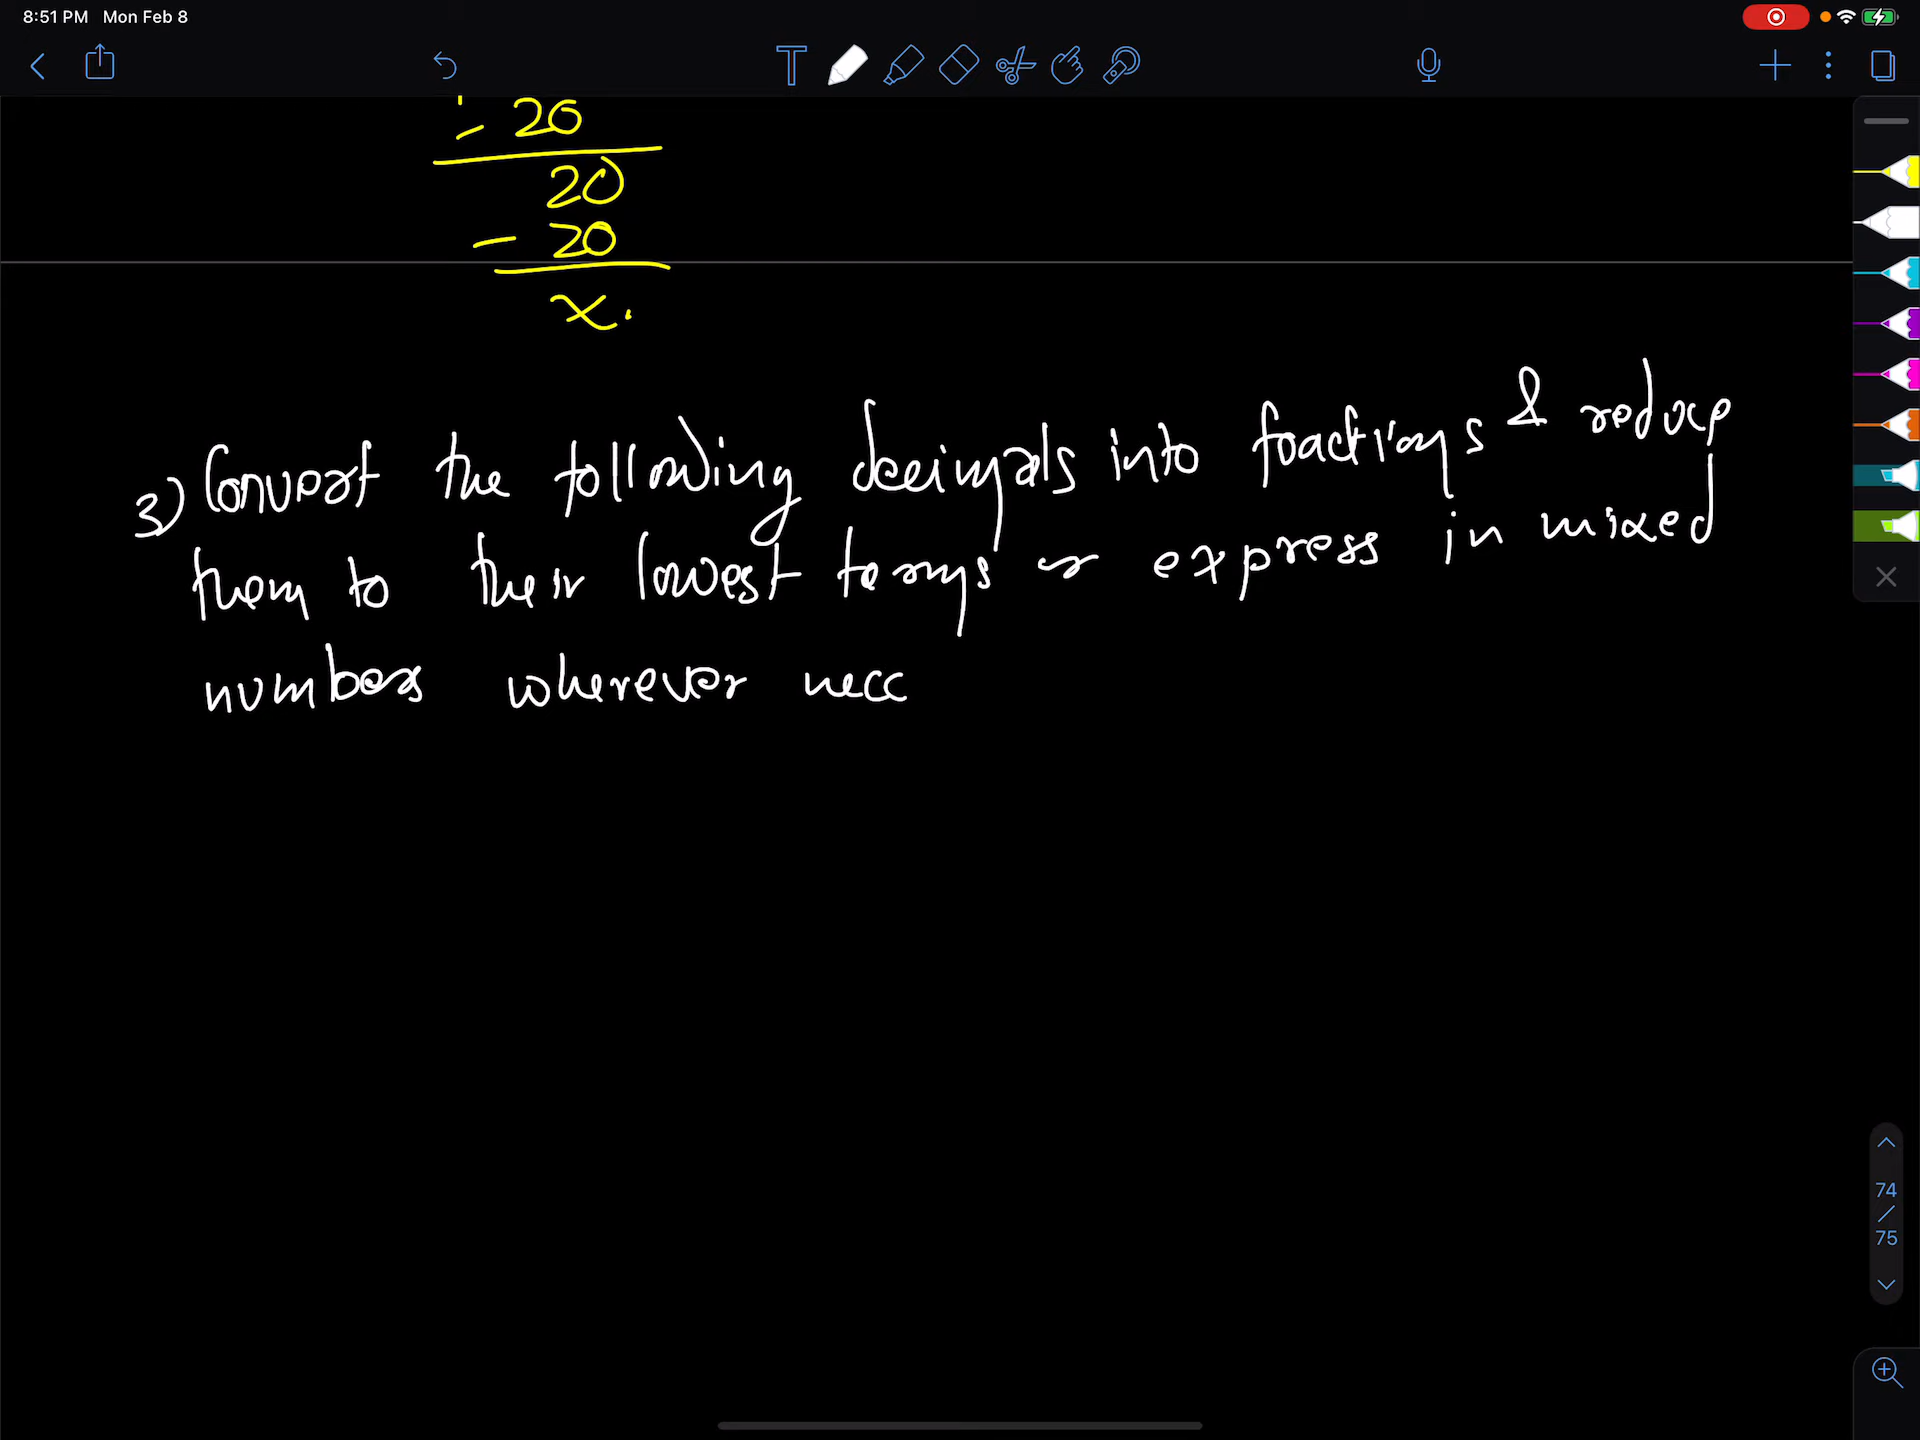 8:51 PM Mon Feb 8
- 20
20
- 20
x.
3) Convert the following decimals into fractions & reduce
them to their lowest terms or express in mixed
numbers wherever necc
74
/
75